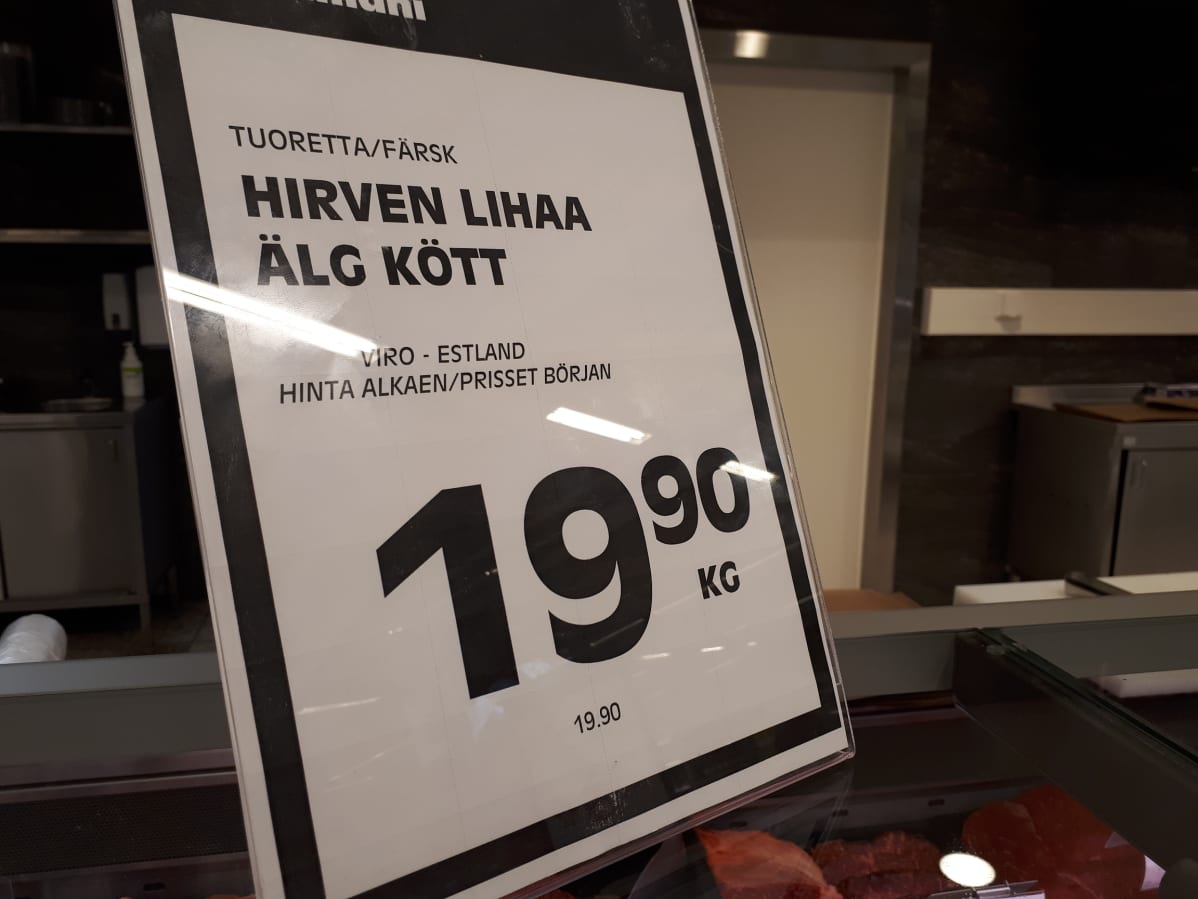 TUORETTA/FÄRSK
HIRVEN LIHAA
ÄLG KÖTT
VIRO - ESTLAND
HINTA ALKAEN/PRISSET BÖRJAN
19 90
KG
19.90